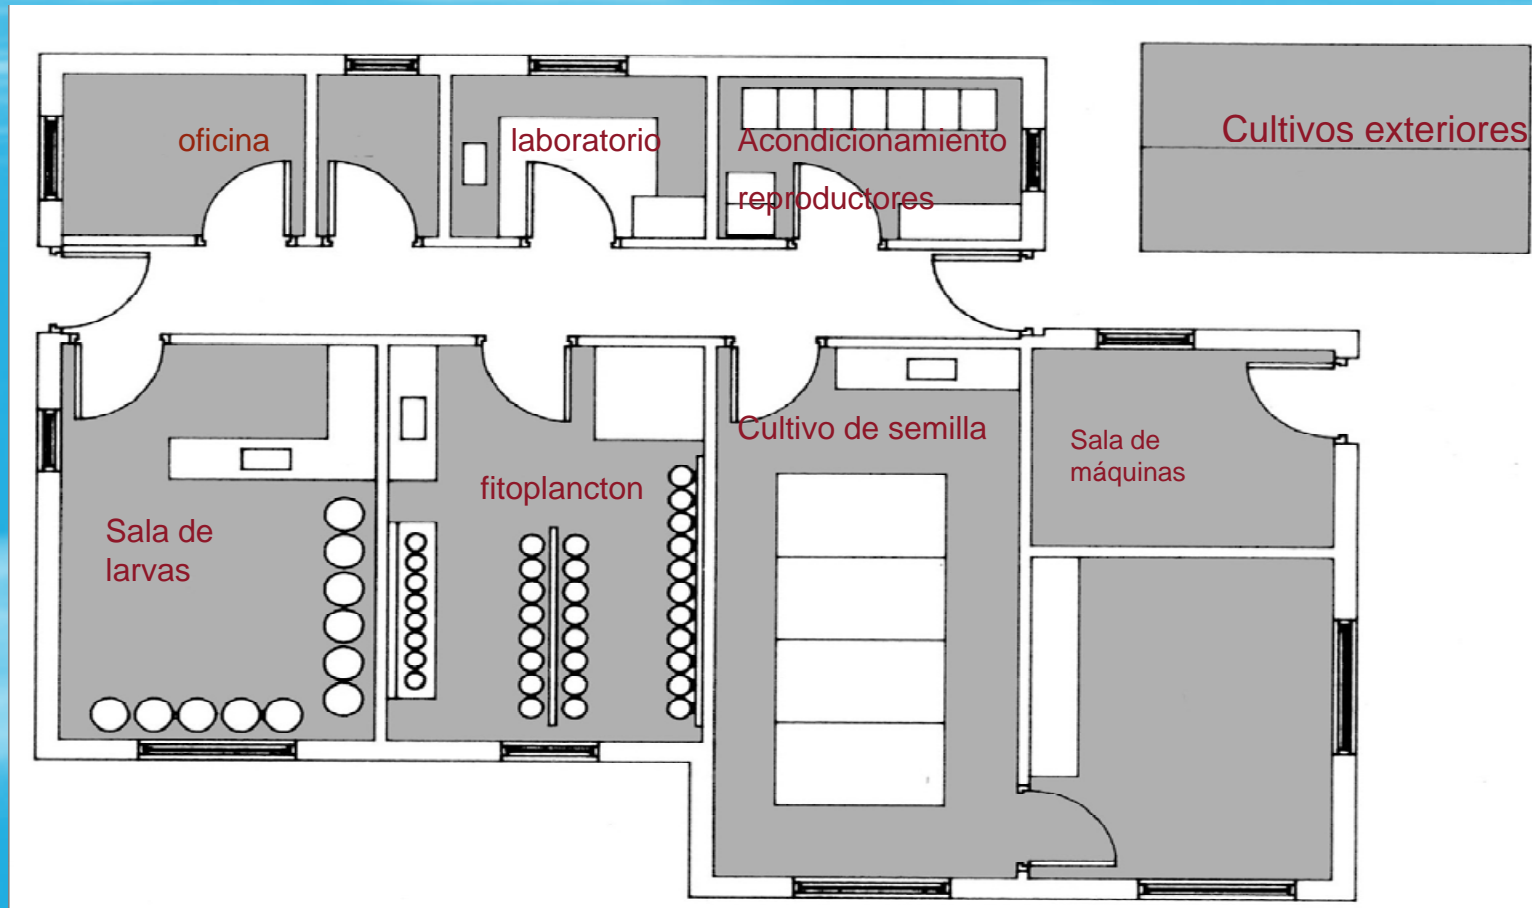 oficina
laboratorio
Acondicionamiento
reproductores
Cultivos exteriores
Cultivo de semilla
Sala de
máquinas
fitoplancton
Sala de
larvas